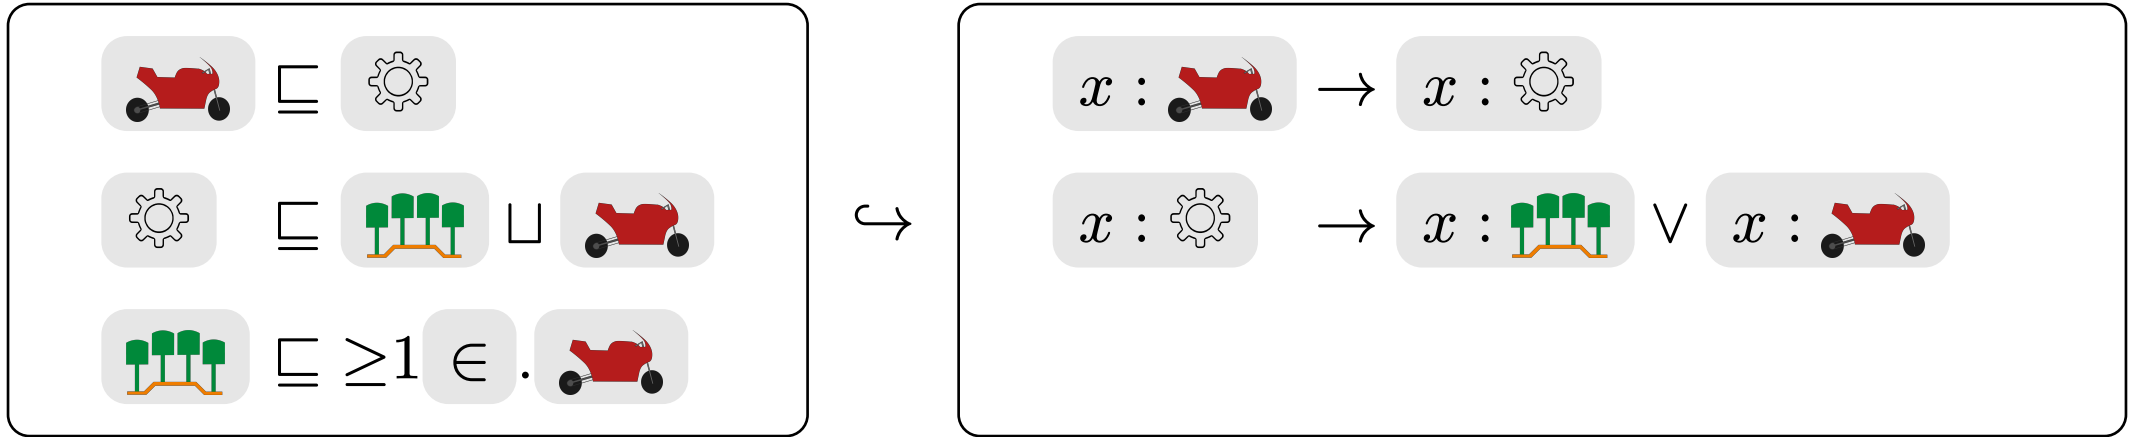 ⊑
x : → x :
⊑ ⊔
↪
x : → x : ∨ x :
⊑ ≥1 ∈ .